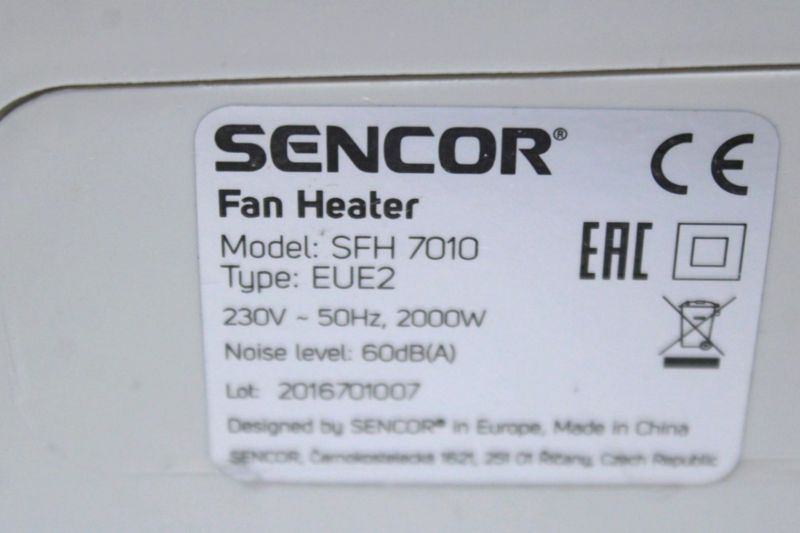 SENCOR®
CE
Fan Heater
Model: SFH 7010
EAC
Type: EUE2
230V ~ 50Hz, 2000W
Noise level: 60dB(A)
Lot: 2016701007
Designed by SENCOR® in Europe, Made in China
SENCOR, Černokostelecká 1621, 251 01 Říčany, Czech Republic